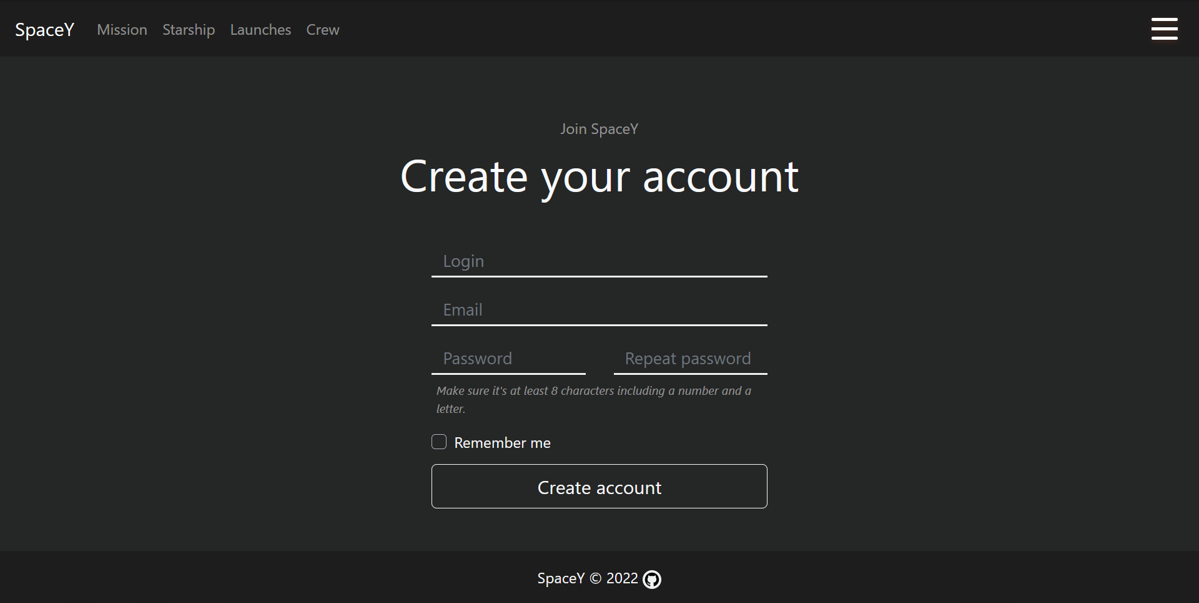 SpaceY Mission Starship Launches Crew
Join SpaceY
Create your account
Login
Email
Password Repeat password
Make sure it's at least 8 characters including a number and a
letter.
Remember me
Create account
SpaceY © 2022